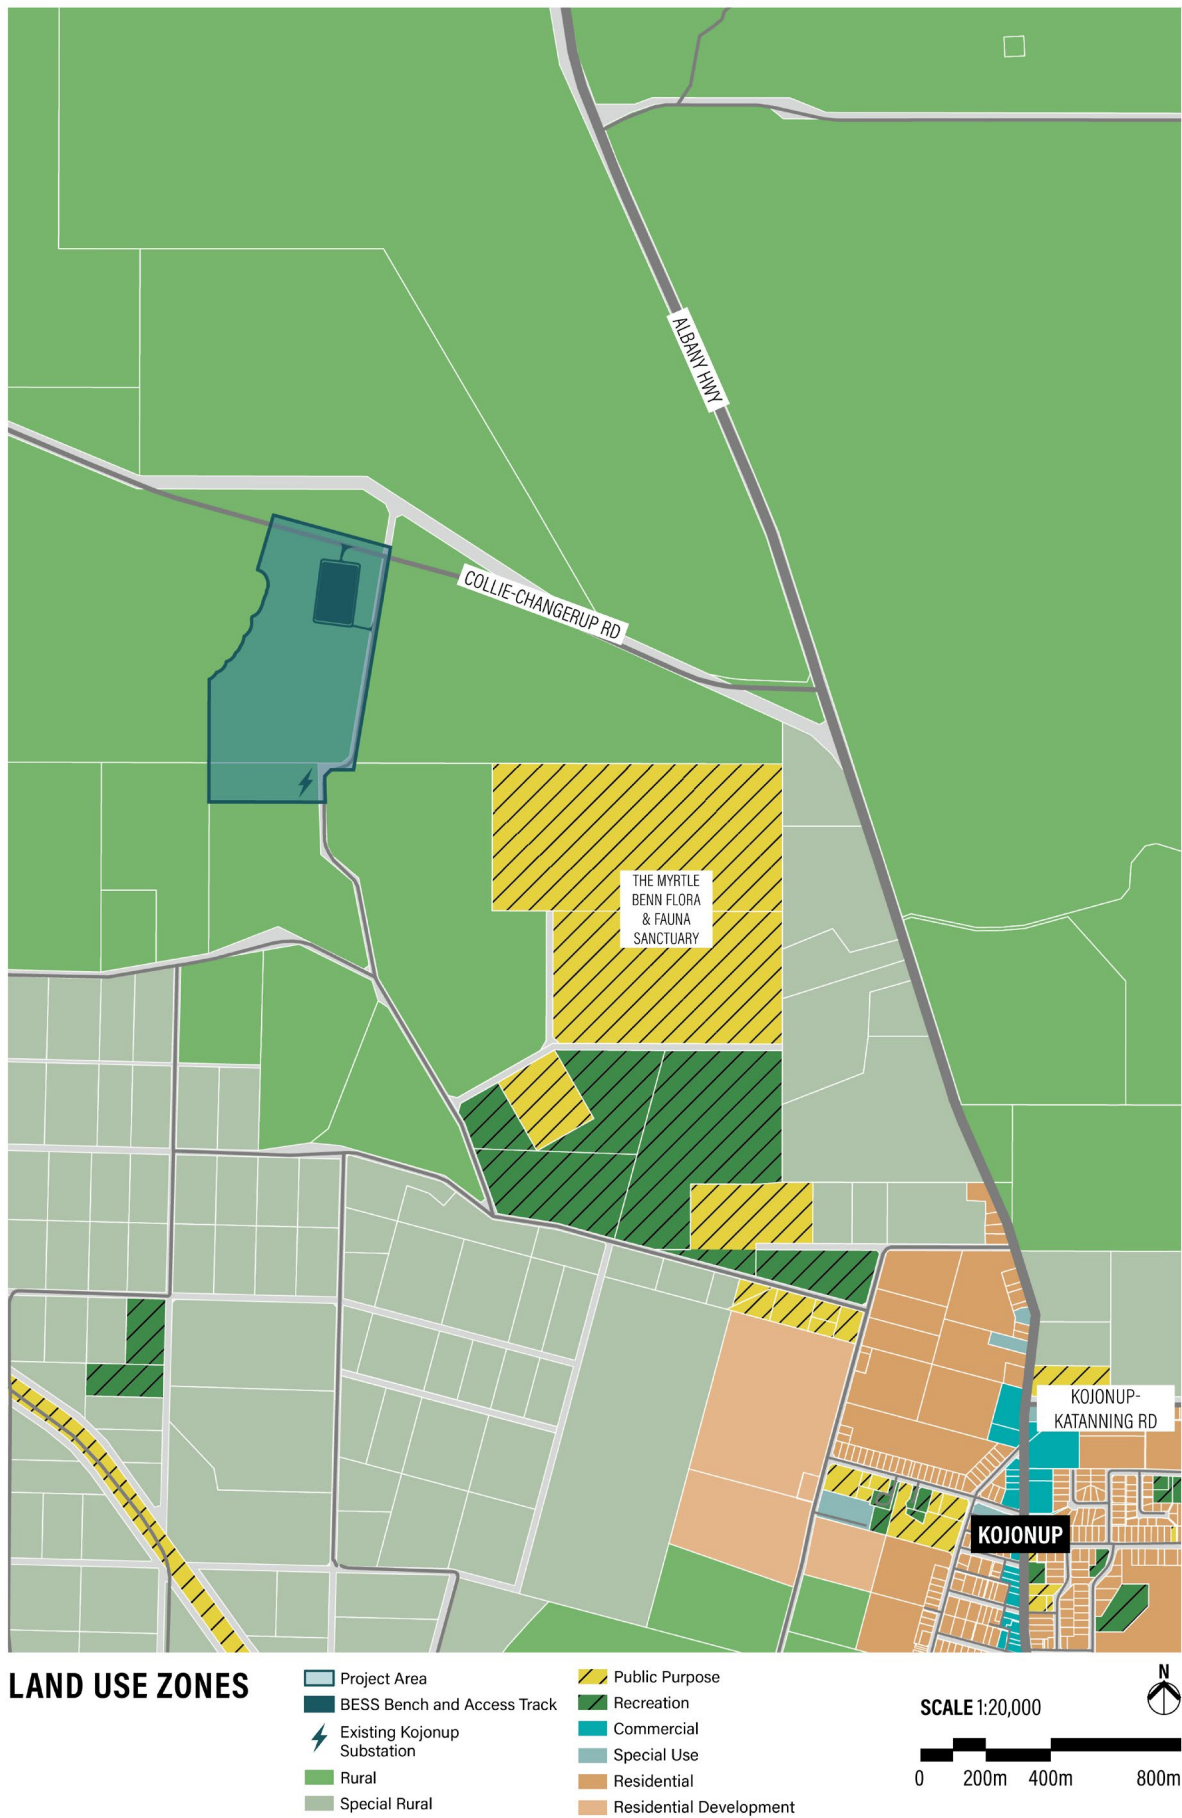 ALBANY HWY
COLLIE-CHANGERUP RD
THE MYRTLE
BENN FLORA
& FAUNA
SANCTUARY
KOJONUP-
KATANNING RD
KOJONUP
LAND USE ZONES
Project Area
BESS Bench and Access Track
Existing Kojonup
Substation
Rural
Special Rural
Public Purpose
Recreation
Commercial
Special Use
Residential
Residential Development
SCALE 1:20,000
0 200m 400m 800m
N